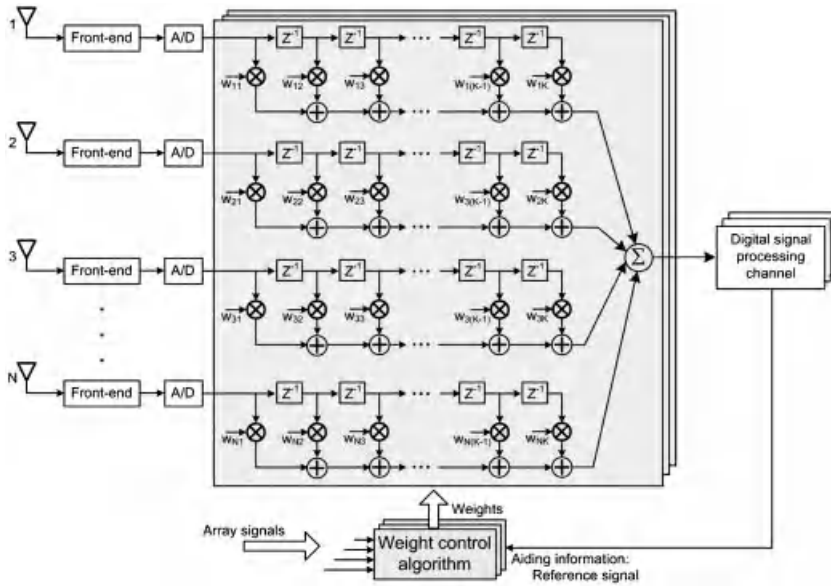 1 Front-end A/D Z⁻¹ Z⁻¹ ... Z⁻¹ Z⁻¹
W11 W12 W13 W1(K-1) W1K
...
2 Front-end A/D Z⁻¹ Z⁻¹ ... Z⁻¹ Z⁻¹
W21 W22 W23 W3(K-1) W2K
...
Σ
Digital signal
processing
channel
3 Front-end A/D Z⁻¹ Z⁻¹ ... Z⁻¹ Z⁻¹
W31 W32 W33 W3(K-1) W3K
...
N Front-end A/D Z⁻¹ Z⁻¹ ... Z⁻¹ Z⁻¹
WN1 WN2 WN3 WN(K-1) WNK
...
Weights
Array signals
Weight control
algorithm
Aiding information:
Reference signal